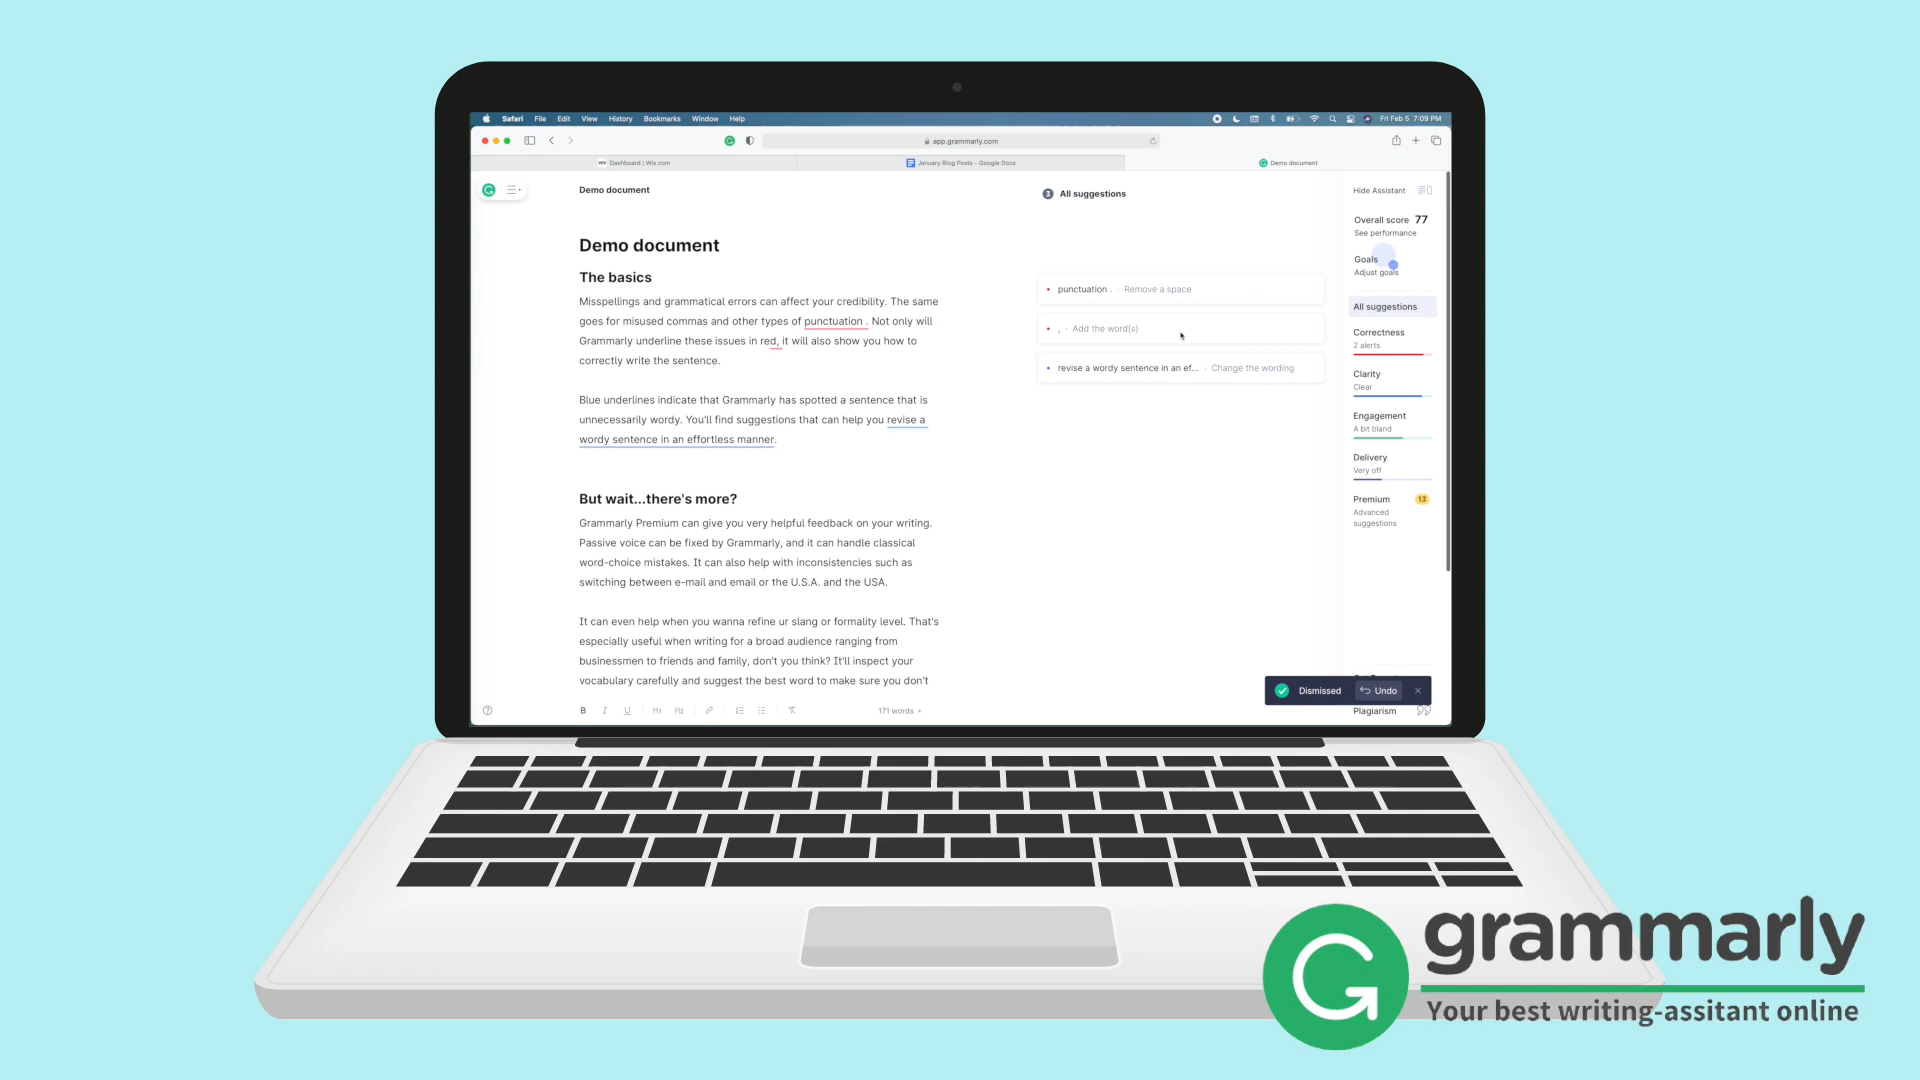 Safari File Edit View History Bookmarks Window Help Fri Feb 5 7:09 PM
app.grammarly.com
WIX Dashboard | Wix.com
January Blog Posts - Google Docs
Demo document
Demo document
3 All suggestions
Hide Assistant
Overall score 77
See performance
Goals
Adjust goals
Demo document
The basics
Misspellings and grammatical errors can affect your credibility. The same
goes for misused commas and other types of punctuation . Not only will
Grammarly underline these issues in red, it will also show you how to
correctly write the sentence.
Blue underlines indicate that Grammarly has spotted a sentence that is
unnecessarily wordy. You'll find suggestions that can help you revise a
wordy sentence in an effortless manner.
But wait...there's more?
Grammarly Premium can give you very helpful feedback on your writing.
Passive voice can be fixed by Grammarly, and it can handle classical
word-choice mistakes. It can also help with inconsistencies such as
switching between e-mail and email or the U.S.A. and the USA.
It can even help when you wanna refine ur slang or formality level. That's
especially useful when writing for a broad audience ranging from
businessmen to friends and family, don't you think? It'll inspect your
vocabulary carefully and suggest the best word to make sure you don't
punctuation . · Remove a space
, · Add the word(s)
revise a wordy sentence in an ef... · Change the wording
All suggestions
Correctness
2 alerts
Clarity
Clear
Engagement
A bit bland
Delivery
Very off
Premium 13
Advanced
suggestions
Dismissed Undo
Plagiarism
B I U H1 H2
171 words
grammarly
Your best writing-assitant online